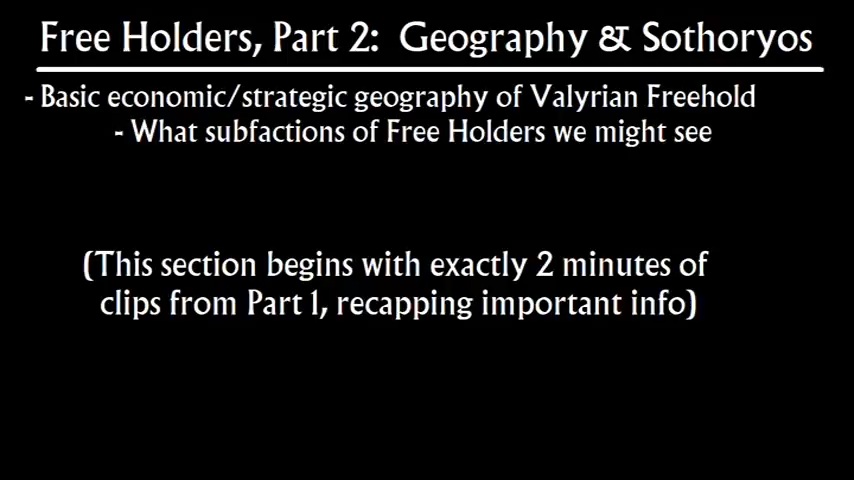 Free Holders, Part 2: Geography & Sothoryos
- Basic economic/strategic geography of Valyrian Freehold
- What subfactions of Free Holders we might see
(This section begins with exactly 2 minutes of
clips from Part 1, recapping important info)